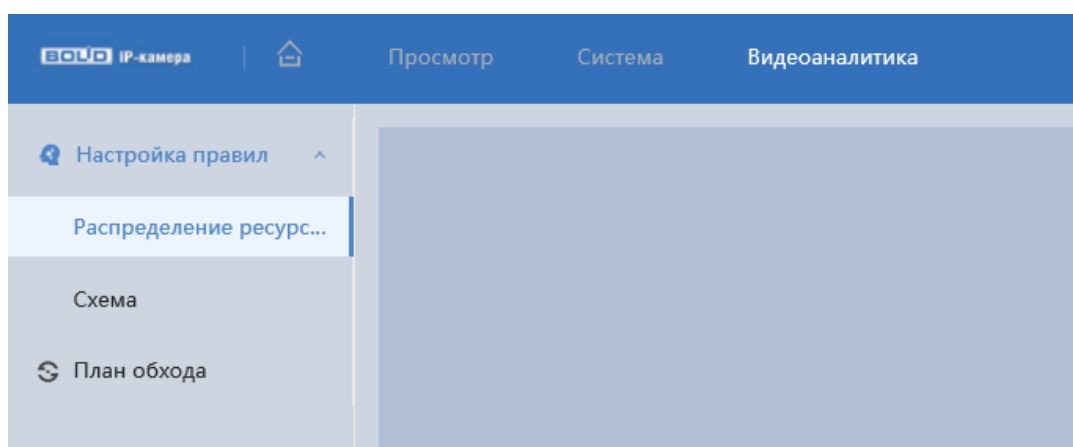 BOLID IP-камера
Просмотр
Система
Видеоаналитика
Настройка правил
Распределение ресурс...
Схема
План обхода